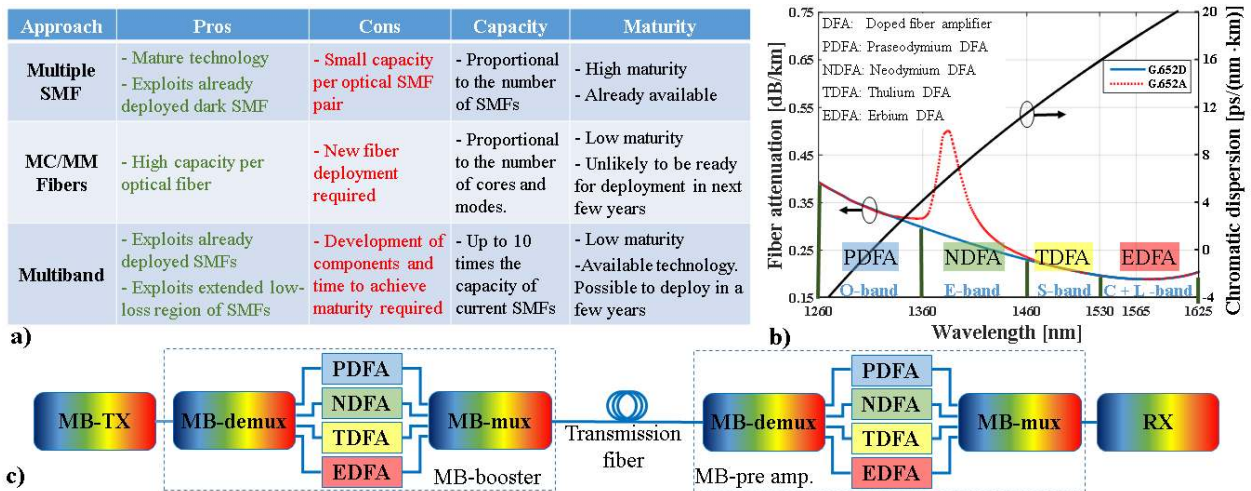 Approach Pros Cons Capacity Maturity
Multiple
SMF
- Mature technology
- Exploits already
deployed dark SMF
- Small capacity
per optical SMF
pair
- Proportional
to the number
of SMFs
- High maturity
- Already available
MC/MM
Fibers
- High capacity per
optical fiber
- New fiber
deployment
required
- Proportional
to the number
of cores and
modes.
- Low maturity
- Unlikely to be ready
for deployment in next
few years
Multiband
- Exploits already
deployed SMFs
- Exploits extended low-
loss region of SMFs
- Development of
components and
time to achieve
maturity required
- Up to 10
times the
capacity of
current SMFs
- Low maturity
-Available technology.
Possible to deploy in a
few years
a)
Fiber attenuation [dB/km]
0.75
0.65
0.55
0.45
0.35
0.25
0.15
DFA: Doped fiber amplifier
PDFA: Praseodymium DFA
NDFA: Neodymium DFA
TDFA: Thulium DFA
EDFA: Erbium DFA
G.652D
G.652A
PDFA NDFA TDFA EDFA
O-band E-band S-band C + L -band
1260 1360 1460 1530 1565 1625
Wavelength [nm]
20
16
12
8
4
0
-4
Chromatic dispersion [ps/(nm ·km)]
b)
MB-TX
MB-demux
PDFA
NDFA
TDFA
EDFA
MB-mux
MB-booster
Transmission
fiber
MB-demux
PDFA
NDFA
TDFA
EDFA
MB-mux
MB-pre amp.
RX
c)